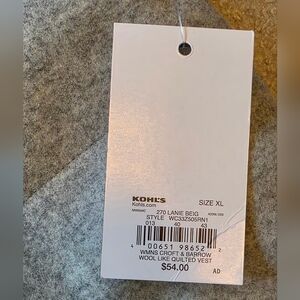 KOHL'S
Kohls.com
SIZE XL
270 LANIE BEIG
STYLE WC33Z505RN1
013 40 43
4 00651 98652 2
WMNS CROFT & BARROW
WOOL LIKE QUILTED VEST
$54.00
AD